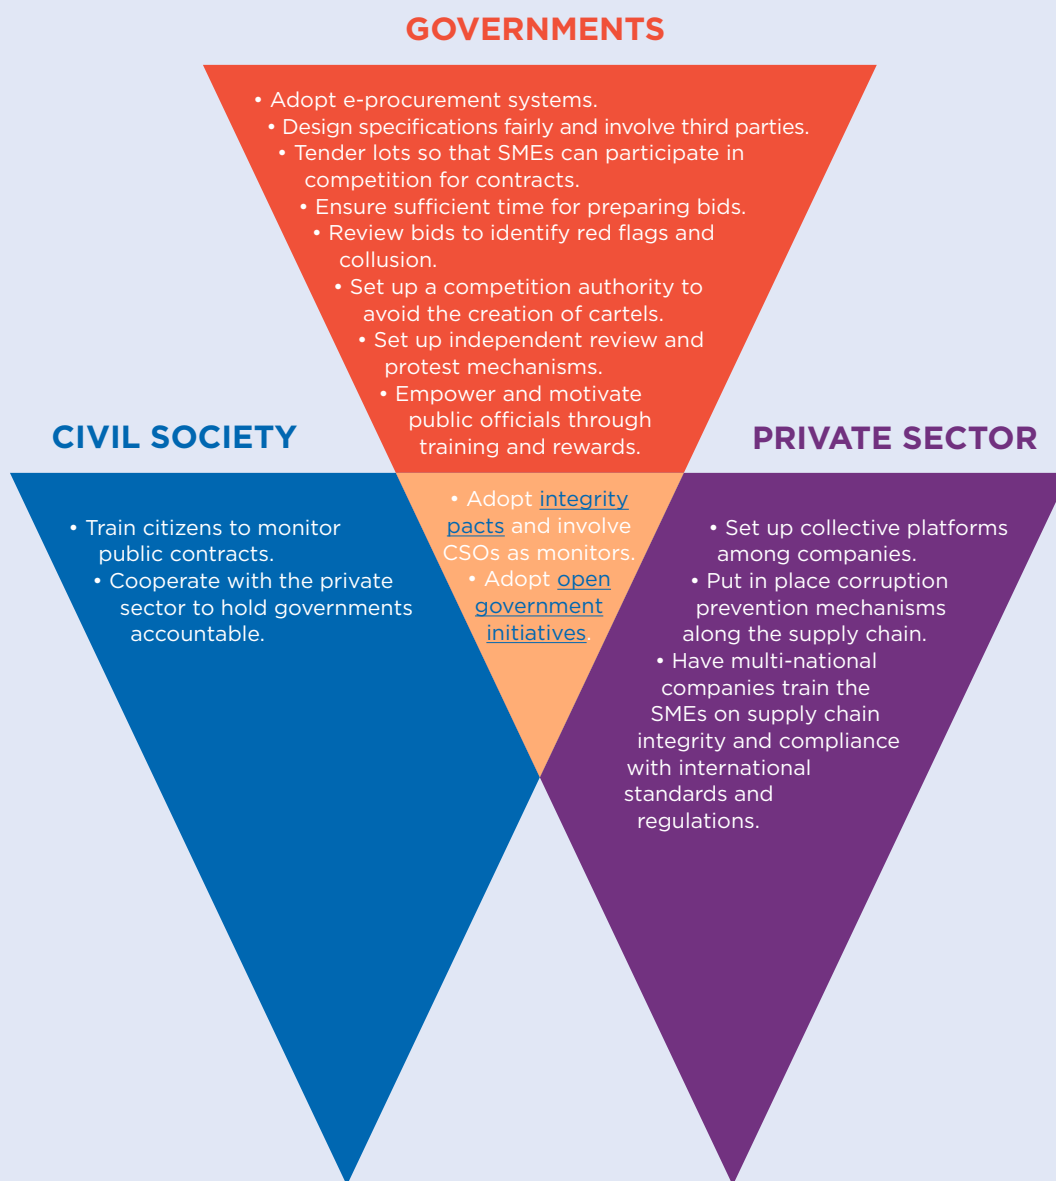 GOVERNMENTS
• Adopt e-procurement systems.
• Design specifications fairly and involve third parties.
• Tender lots so that SMEs can participate in
competition for contracts.
• Ensure sufficient time for preparing bids.
• Review bids to identify red flags and
collusion.
• Set up a competition authority to
avoid the creation of cartels.
• Set up independent review and
protest mechanisms.
• Empower and motivate
public officials through
training and rewards.
CIVIL SOCIETY
• Train citizens to monitor
public contracts.
• Cooperate with the private
sector to hold governments
accountable.
• Adopt integrity
pacts and involve
CSOs as monitors.
• Adopt open
government
initiatives.
PRIVATE SECTOR
• Set up collective platforms
among companies.
• Put in place corruption
prevention mechanisms
along the supply chain.
• Have multi-national
companies train the
SMEs on supply chain
integrity and compliance
with international
standards and
regulations.